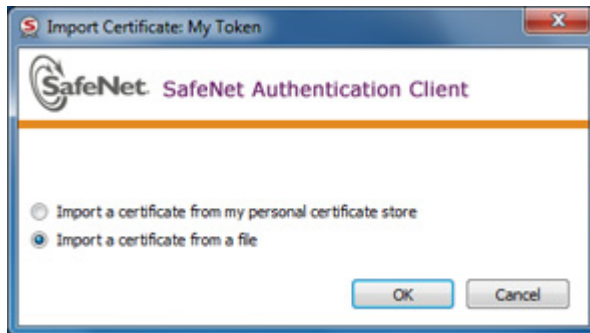 Import Certificate: My Token
SafeNet. SafeNet Authentication Client
Import a certificate from my personal certificate store
Import a certificate from a file
OK Cancel